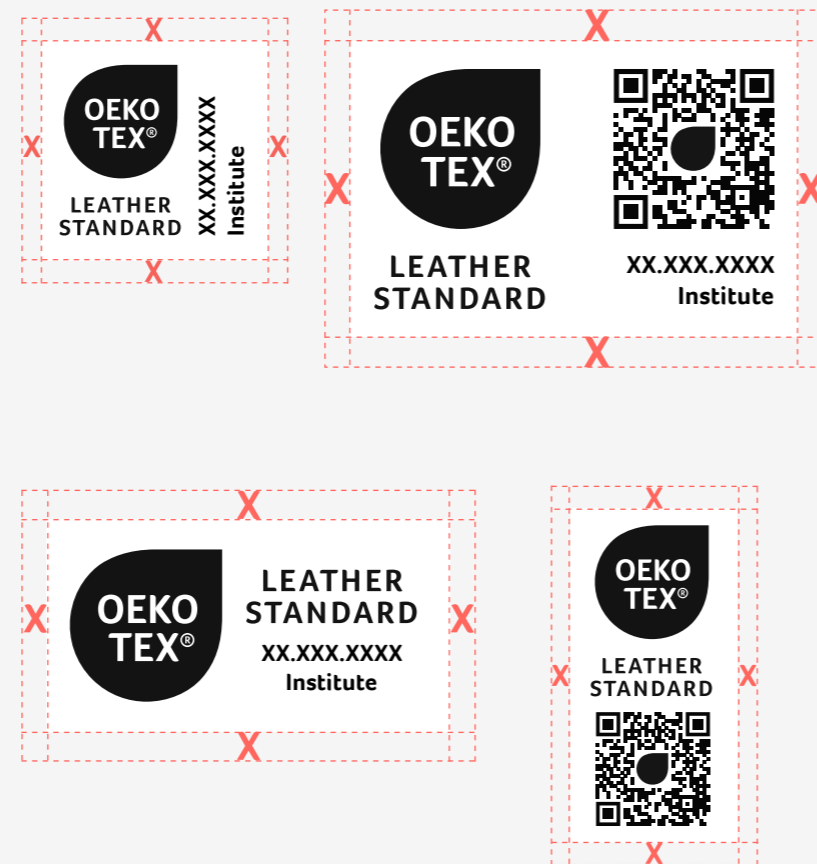 X
X
OEKO
TEX®
LEATHER
STANDARD
XX.XXX.XXXX
Institute
X
X
X
X
OEKO
TEX®
LEATHER
STANDARD
XX.XXX.XXXX
Institute
X
X
X
X
OEKO
TEX®
LEATHER
STANDARD
XX.XXX.XXXX
Institute
X
X
X
OEKO
TEX®
X
LEATHER
STANDARD
X
X